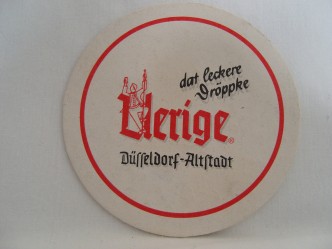 dat leckere
Dröppke
Uerige®
Düsseldorf-Altstadt